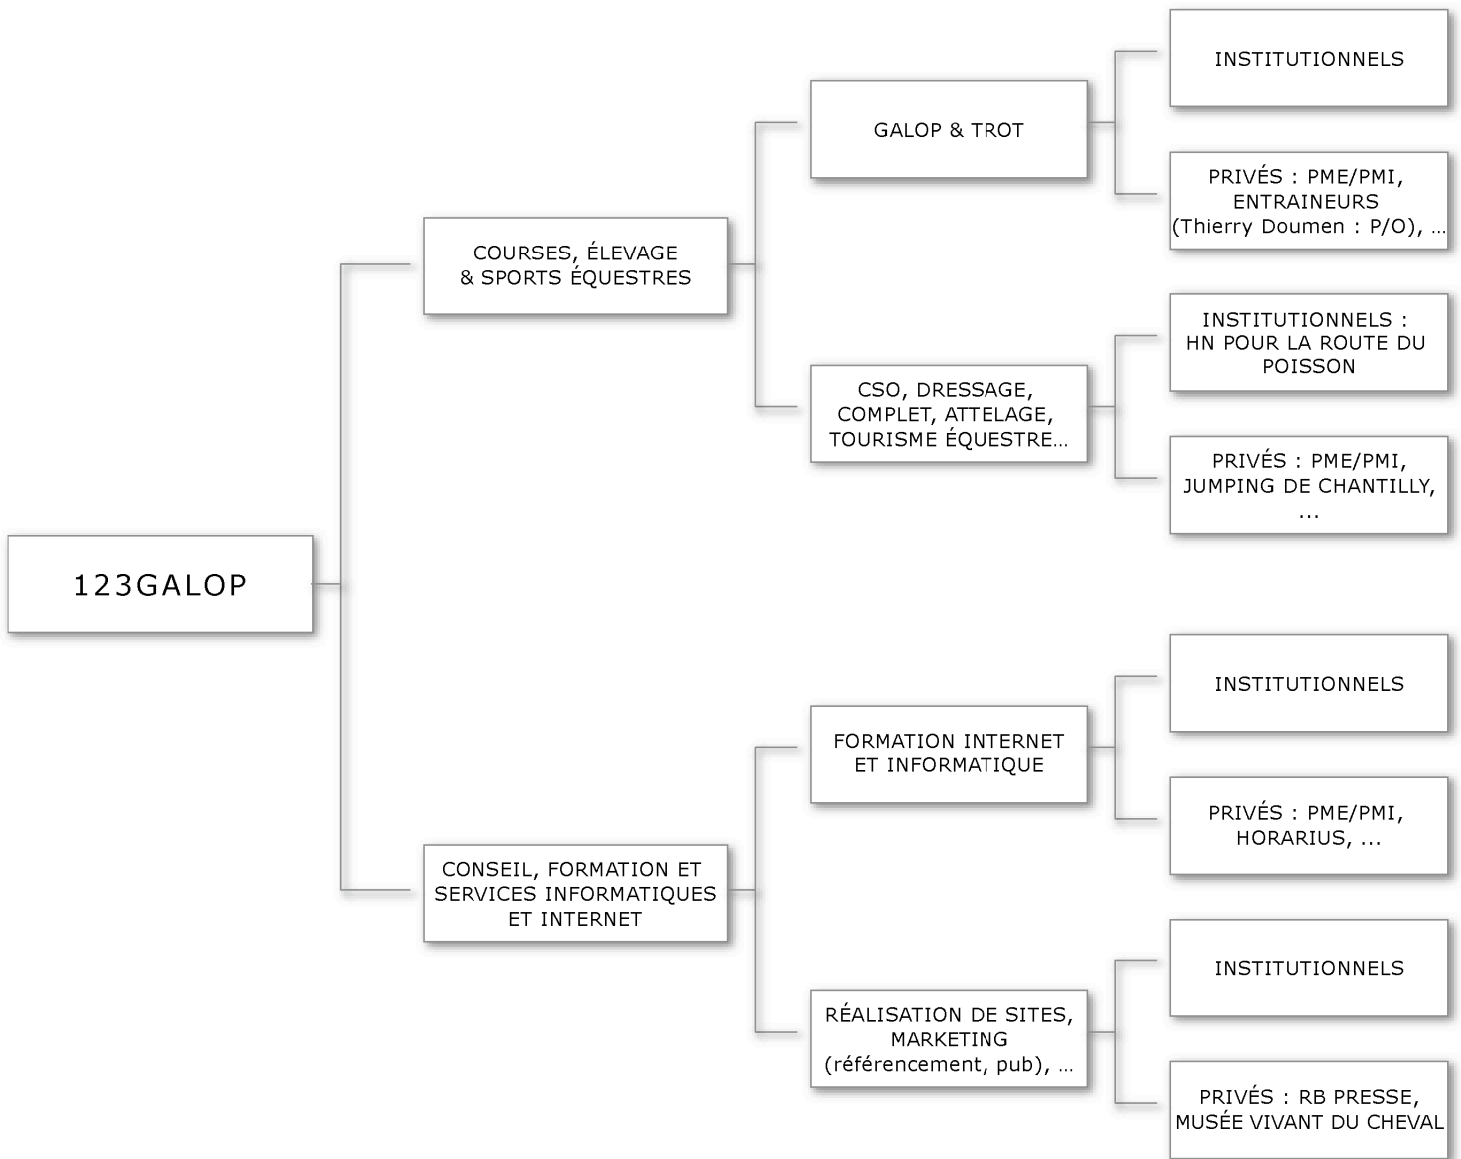 INSTITUTIONNELS
GALOP & TROT
PRIVÉS : PME/PMI,
ENTRAINEURS
(Thierry Doumen : P/O), ...
COURSES, ÉLEVAGE
& SPORTS ÉQUESTRES
INSTITUTIONNELS :
HN POUR LA ROUTE DU
POISSON
CSO, DRESSAGE,
COMPLET, ATTELAGE,
TOURISME ÉQUESTRE...
PRIVÉS : PME/PMI,
JUMPING DE CHANTILLY,
...
123GALOP
INSTITUTIONNELS
FORMATION INTERNET
ET INFORMATIQUE
PRIVÉS : PME/PMI,
HORARIUS, ...
CONSEIL, FORMATION ET
SERVICES INFORMATIQUES
ET INTERNET
INSTITUTIONNELS
RÉALISATION DE SITES,
MARKETING
(référencement, pub), ...
PRIVÉS : RB PRESSE,
MUSÉE VIVANT DU CHEVAL